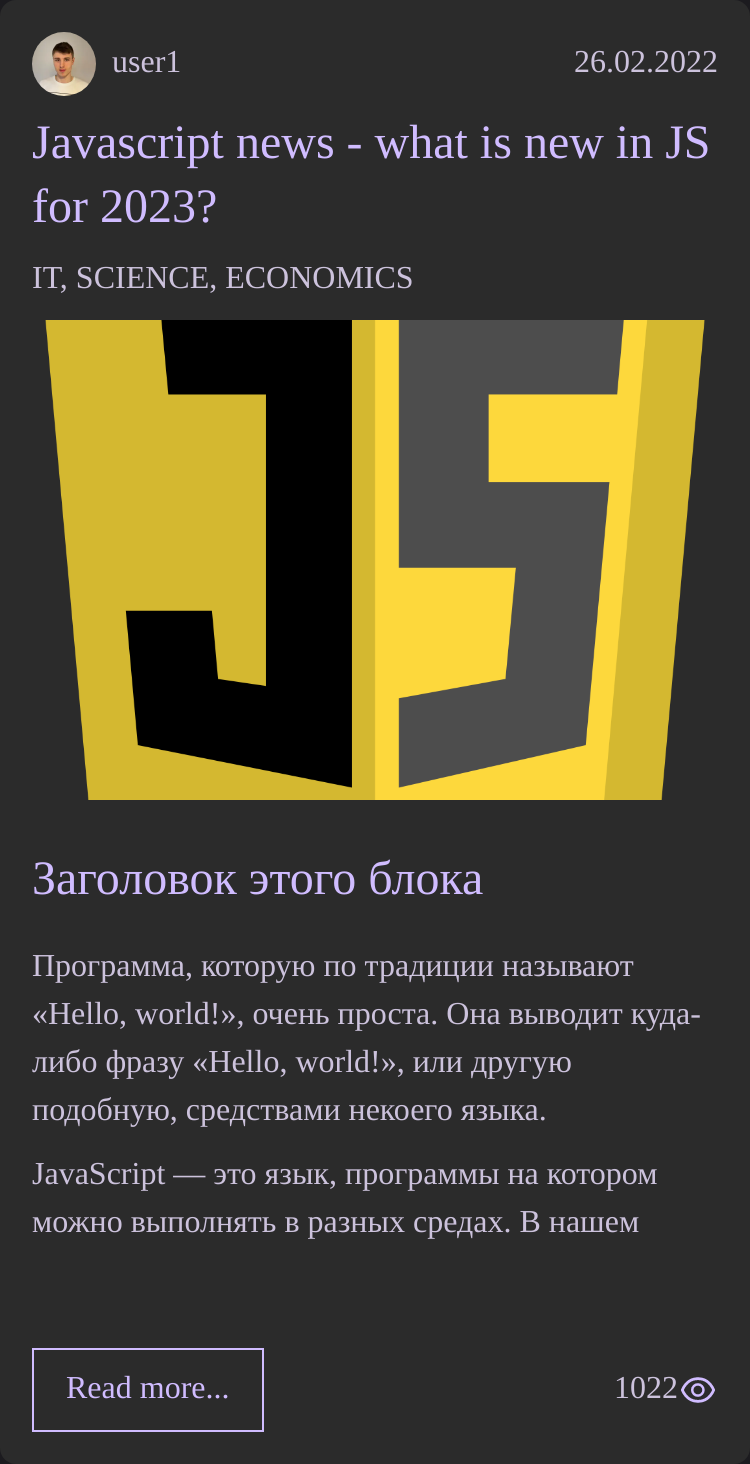 user1 26.02.2022
Javascript news - what is new in JS
for 2023?
IT, SCIENCE, ECONOMICS
JS
Заголовок этого блока
Программа, которую по традиции называют
«Hello, world!», очень проста. Она выводит куда-
либо фразу «Hello, world!», или другую
подобную, средствами некоего языка.
JavaScript — это язык, программы на котором
можно выполнять в разных средах. В нашем
Read more... 1022